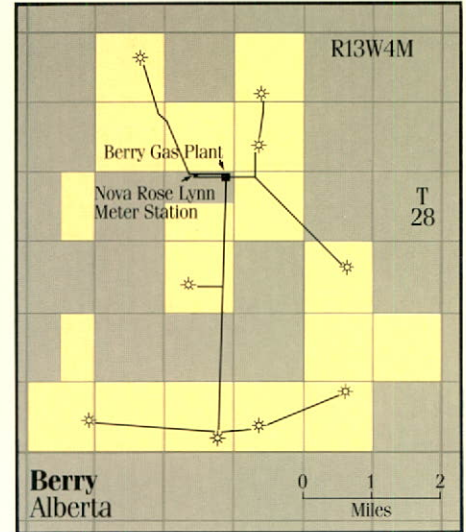 R13W4M
Berry Gas Plant
Nova Rose Lynn
Meter Station
T
28
Berry
Alberta
0 1 2
Miles